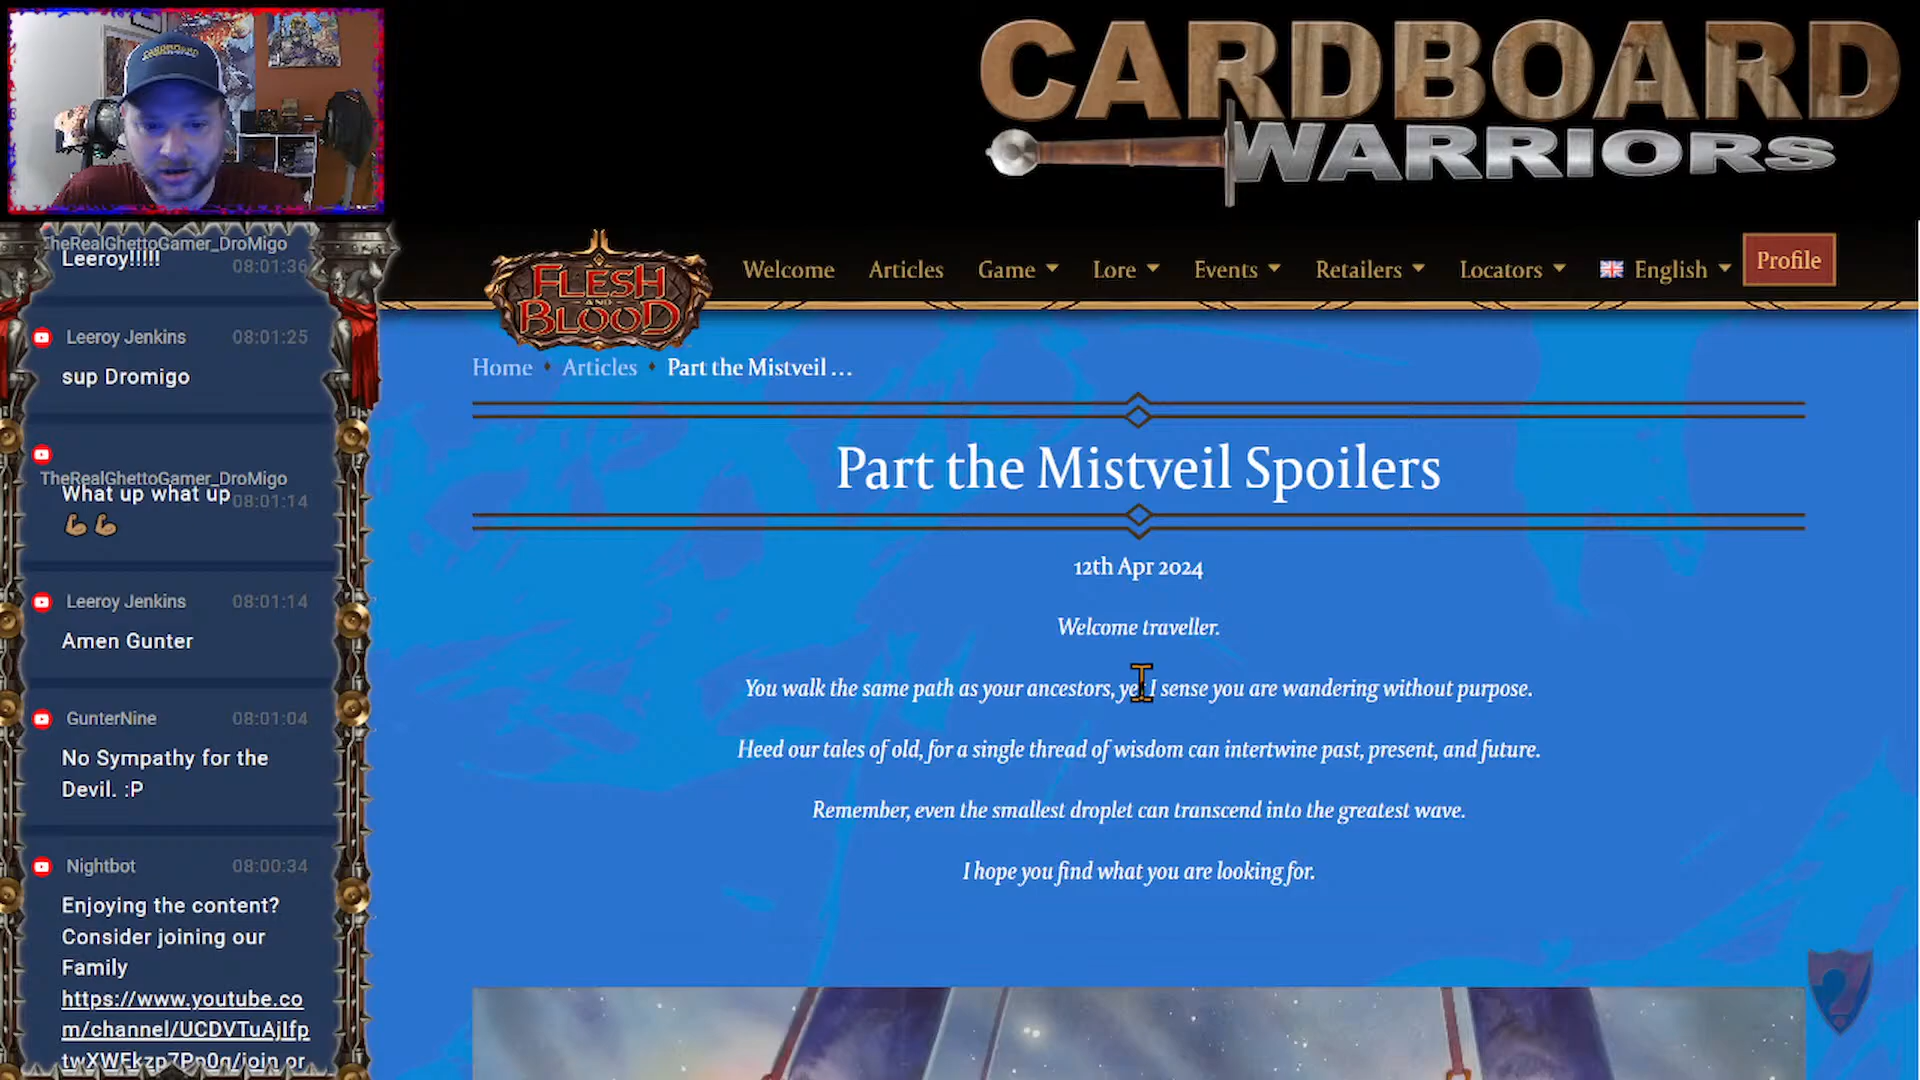 CARDBOARD
WARRIORS
TheRealGhettoGamer_DroMigo
Leeroy!!!!!
08:01:36
Leeroy Jenkins 08:01:25
sup Dromigo
TheRealGhettoGamer_DroMigo
What up what up 08:01:14
💪🏽 💪🏽
Leeroy Jenkins 08:01:14
Amen Gunter
GunterNine 08:01:04
No Sympathy for the
Devil. :P
Nightbot 08:00:34
Enjoying the content?
Consider joining our
Family
https://www.youtube.co
m/channel/UCDVTuAjIfp
twXWEkzp7Pp0q/join or
FLESH
AND
BLOOD
Welcome Articles Game Lore Events Retailers Locators English Profile
Home Articles Part the Mistveil ...
Part the Mistveil Spoilers
12th Apr 2024
Welcome traveller.
You walk the same path as your ancestors, yet I sense you are wandering without purpose.
Heed our tales of old, for a single thread of wisdom can intertwine past, present, and future.
Remember, even the smallest droplet can transcend into the greatest wave.
I hope you find what you are looking for.